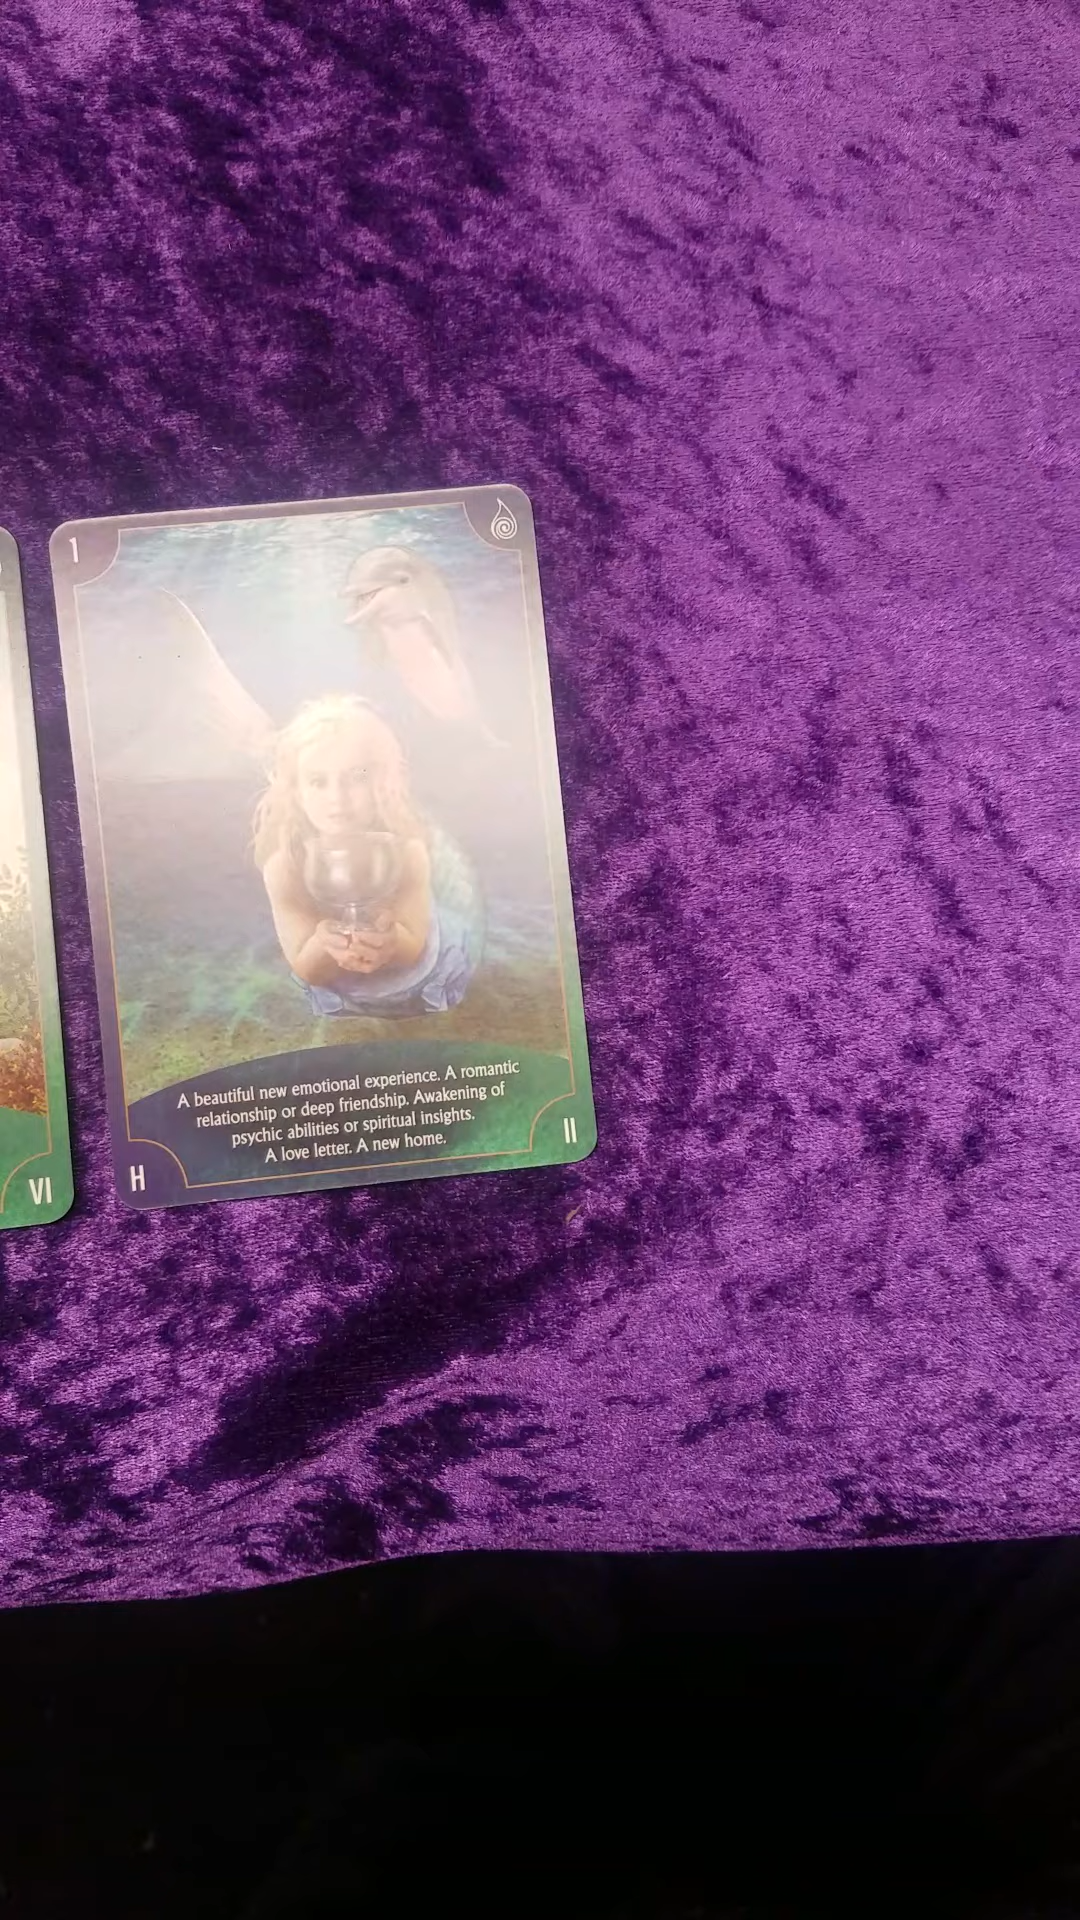 1
A beautiful new emotional experience. A romantic
relationship or deep friendship. Awakening of
psychic abilities or spiritual insights.
A love letter. A new home.
H
II
VI